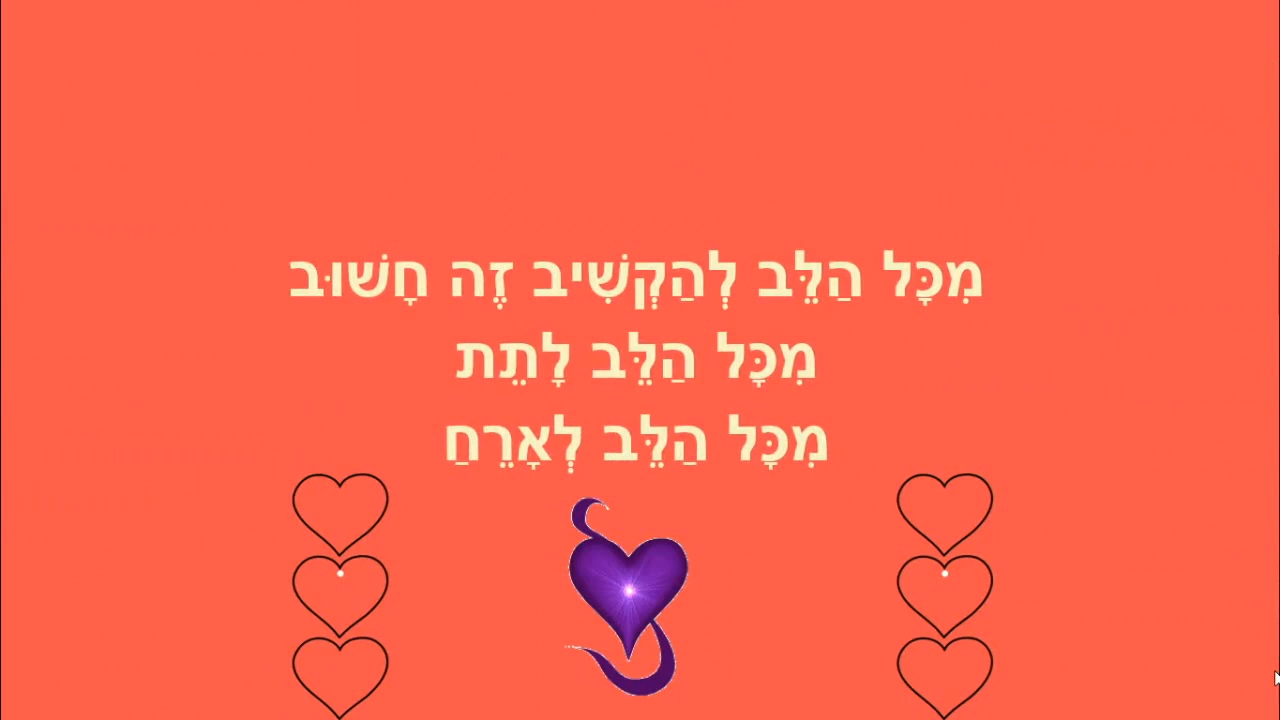 מִכָּל הַלֵּב לְהַקְשִׁיב זֶה חָשׁוּב
מִכָּל הַלֵּב לָתֵת
מִכָּל הַלֵּב לְאָרֵחַ